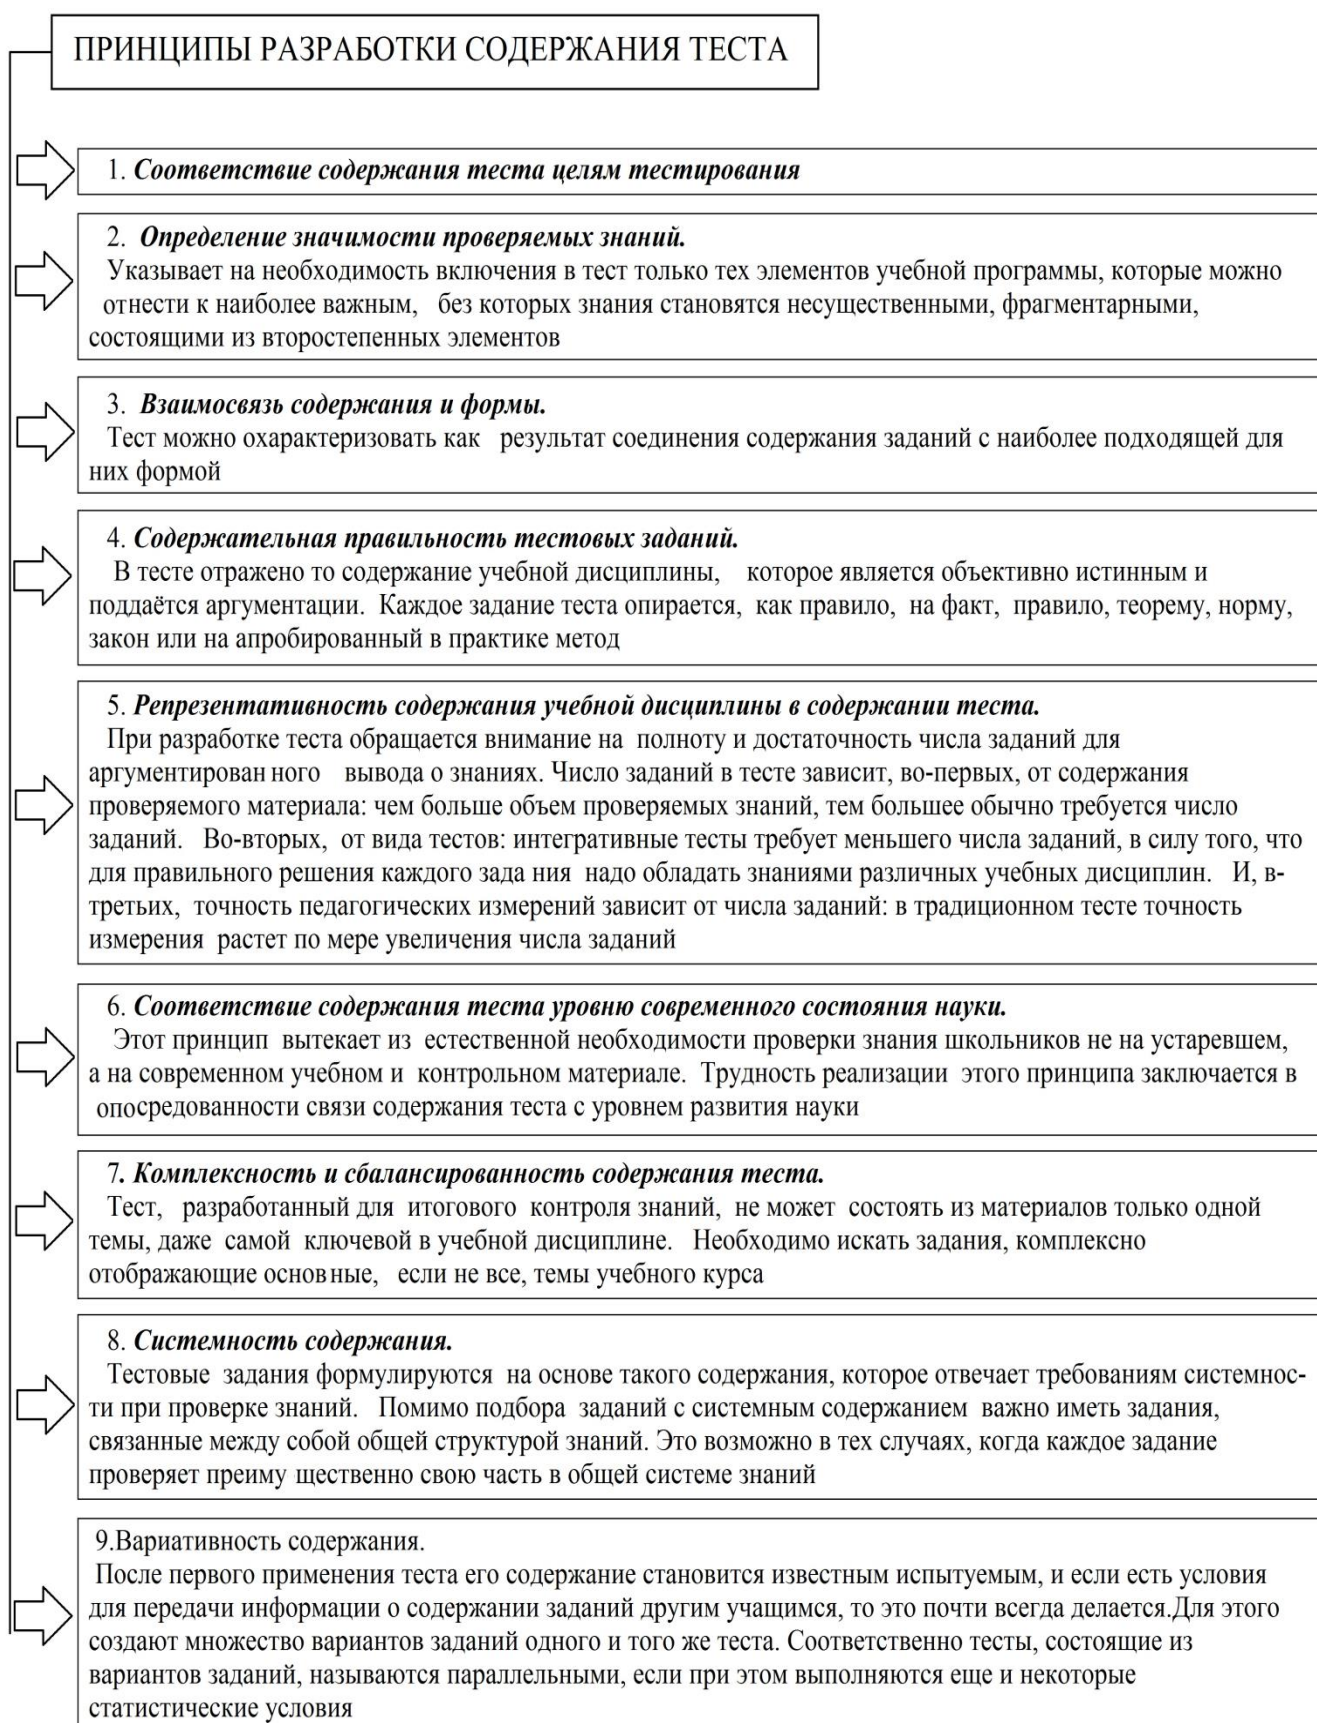 ПРИНЦИПЫ РАЗРАБОТКИ СОДЕРЖАНИЯ ТЕСТА
1. Соответствие содержания теста целям тестирования
2. Определение значимости проверяемых знаний.
Указывает на необходимость включения в тест только тех элементов учебной программы, которые можно
отнести к наиболее важным, без которых знания становятся несущественными, фрагментарными,
состоящими из второстепенных элементов
3. Взаимосвязь содержания и формы.
Тест можно охарактеризовать как результат соединения содержания заданий с наиболее подходящей для
них формой
4. Содержательная правильность тестовых заданий.
В тесте отражено то содержание учебной дисциплины, которое является объективно истинным и
поддаётся аргументации. Каждое задание теста опирается, как правило, на факт, правило, теорему, норму,
закон или на апробированный в практике метод
5. Репрезентативность содержания учебной дисциплины в содержании теста.
При разработке теста обращается внимание на полноту и достаточность числа заданий для
аргументирован ного вывода о знаниях. Число заданий в тесте зависит, во-первых, от содержания
проверяемого материала: чем больше объем проверяемых знаний, тем большее обычно требуется число
заданий. Во-вторых, от вида тестов: интегративные тесты требует меньшего числа заданий, в силу того, что
для правильного решения каждого зада ния надо обладать знаниями различных учебных дисциплин. И, в-
третьих, точность педагогических измерений зависит от числа заданий: в традиционном тесте точность
измерения растет по мере увеличения числа заданий
6. Соответствие содержания теста уровню современного состояния науки.
Этот принцип вытекает из естественной необходимости проверки знания школьников не на устаревшем,
а на современном учебном и контрольном материале. Трудность реализации этого принципа заключается в
опосредованности связи содержания теста с уровнем развития науки
7. Комплексность и сбалансированность содержания теста.
Тест, разработанный для итогового контроля знаний, не может состоять из материалов только одной
темы, даже самой ключевой в учебной дисциплине. Необходимо искать задания, комплексно
отображающие основные, если не все, темы учебного курса
8. Системность содержания.
Тестовые задания формулируются на основе такого содержания, которое отвечает требованиям системнос-
ти при проверке знаний. Помимо подбора заданий с системным содержанием важно иметь задания,
связанные между собой общей структурой знаний. Это возможно в тех случаях, когда каждое задание
проверяет преиму щественно свою часть в общей системе знаний
9.Вариативность содержания.
После первого применения теста его содержание становится известным испытуемым, и если есть условия
для передачи информации о содержании заданий другим учащимся, то это почти всегда делается.Для этого
создают множество вариантов заданий одного и того же теста. Соответственно тесты, состоящие из
вариантов заданий, называются параллельными, если при этом выполняются еще и некоторые
статистические условия